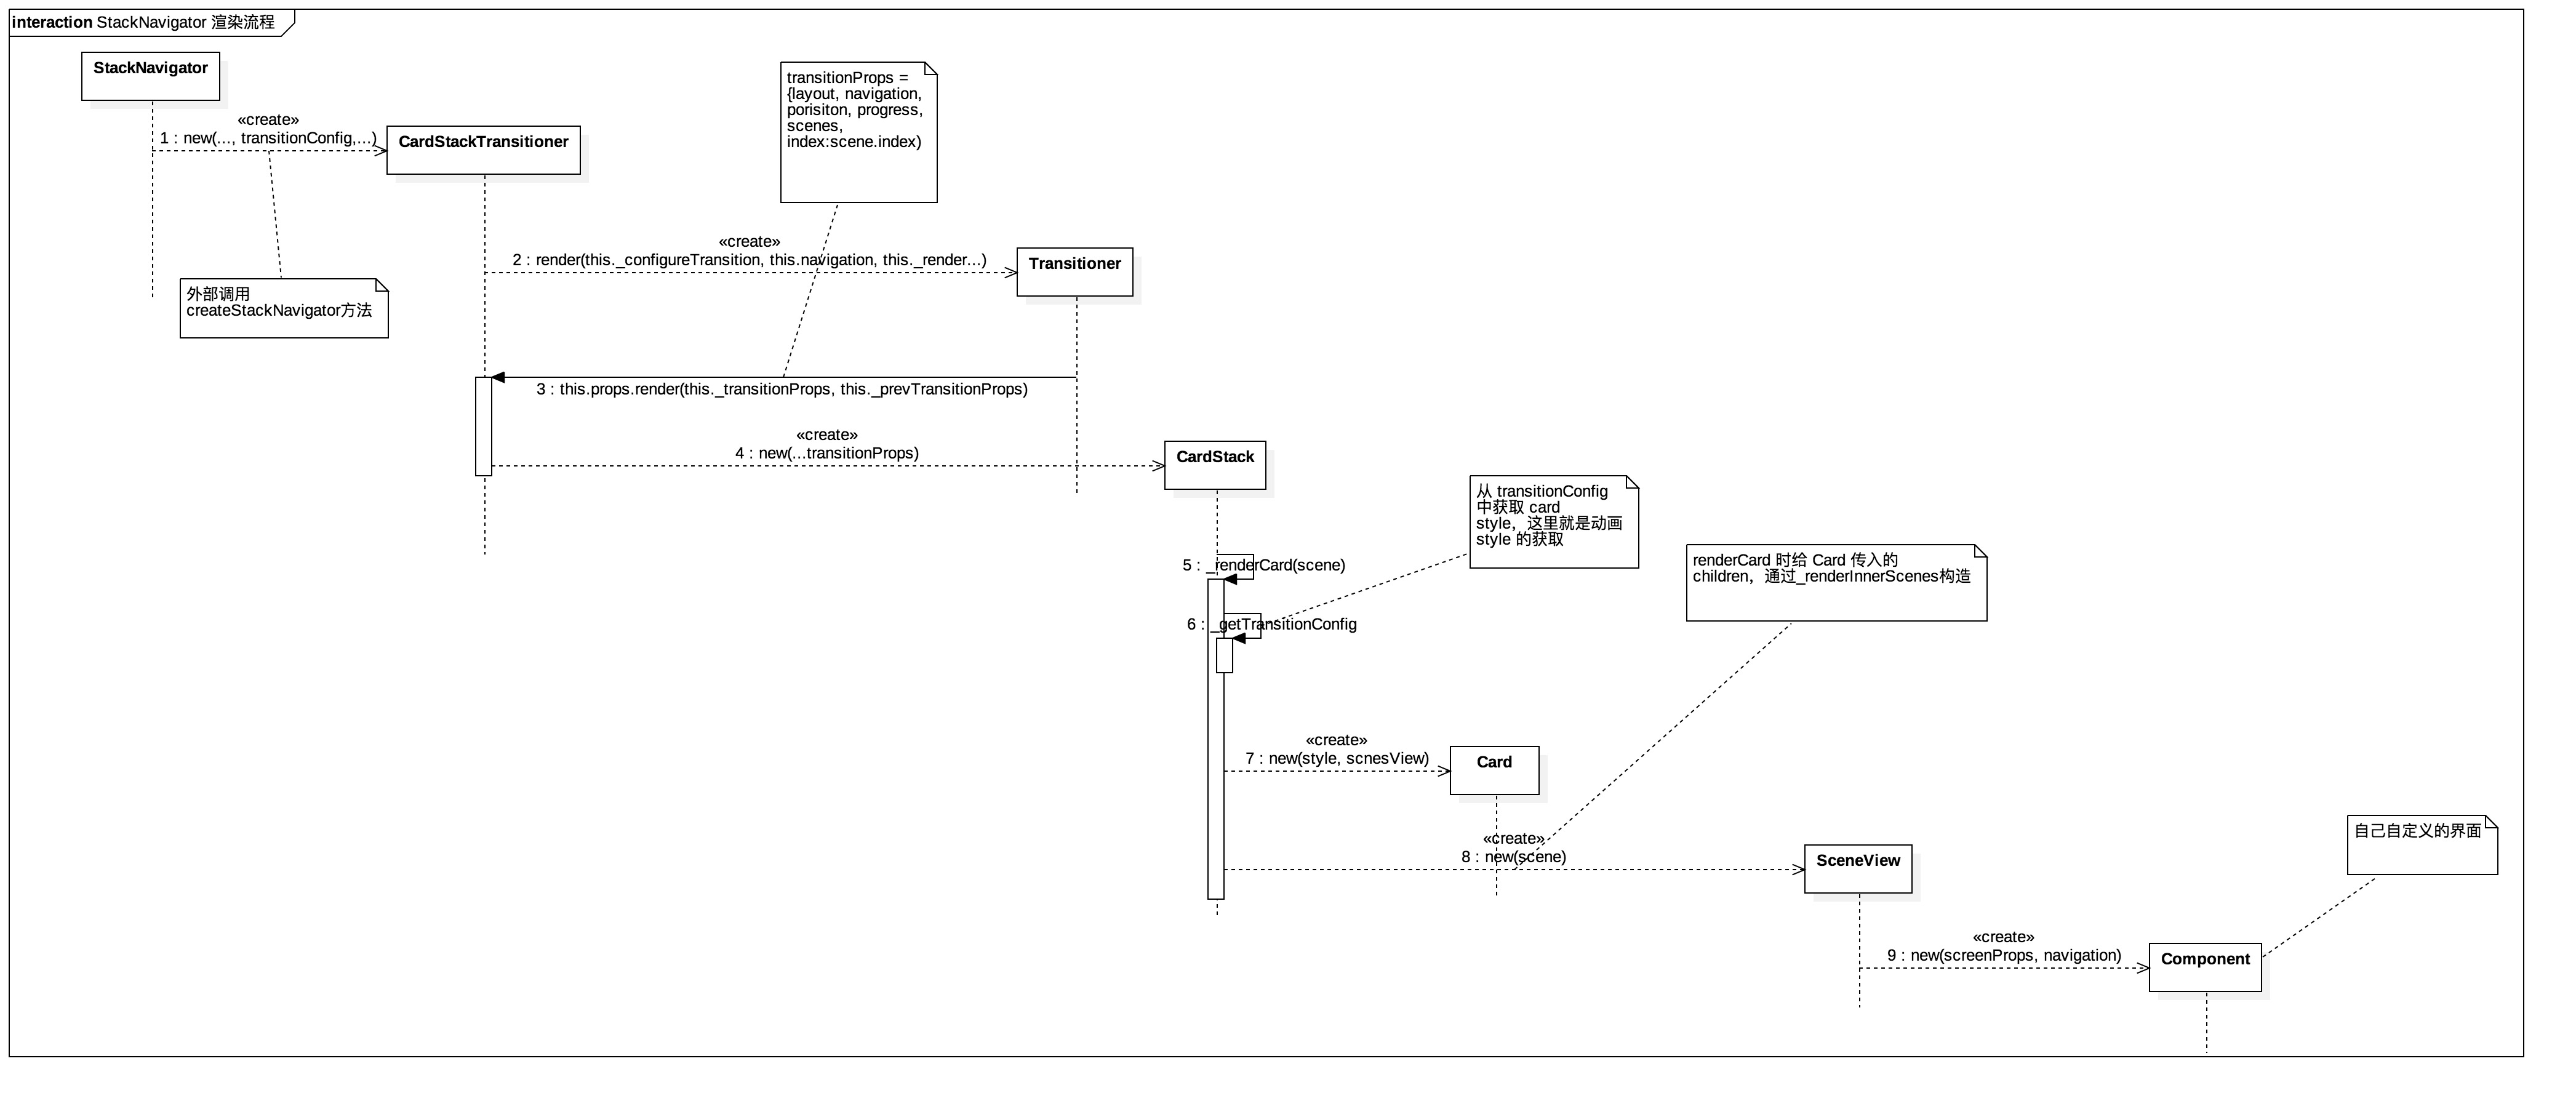 interaction StackNavigator 渲染流程
StackNavigator
«create»
1 : new(..., transitionConfig,...)
CardStackTransitioner
transitionProps =
{layout, navigation,
porisiton, progress,
scenes,
index:scene.index)
«create»
2 : render(this._configureTransition, this.navigation, this._render...)
Transitioner
外部调用
createStackNavigator方法
3 : this.props.render(this._transitionProps, this._prevTransitionProps)
«create»
4 : new(...transitionProps)
CardStack
从 transitionConfig
中获取 card
style，这里就是动画
style 的获取
5 : _renderCard(scene)
renderCard 时给 Card 传入的
children，通过_renderInnerScenes构造
6 : _getTransitionConfig
«create»
7 : new(style, scnesView)
Card
«create»
8 : new(scene)
SceneView
自己自定义的界面
«create»
9 : new(screenProps, navigation)
Component